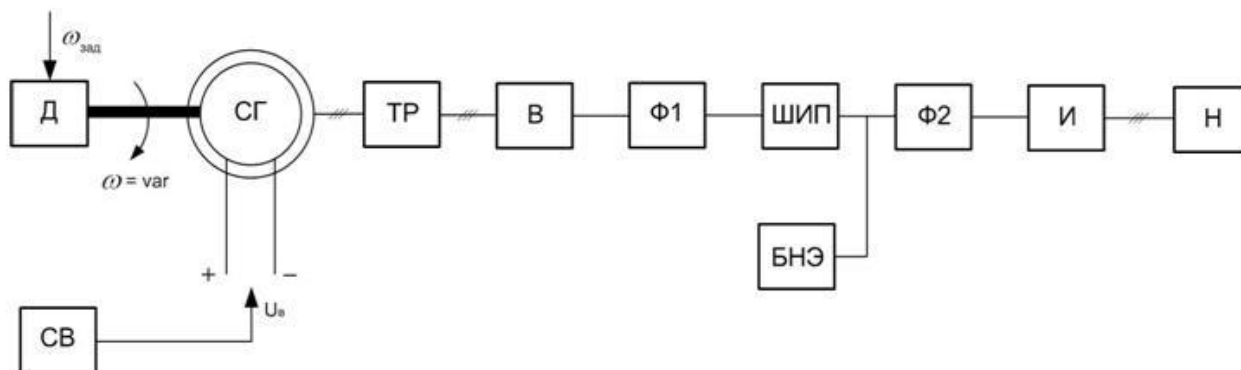 ω зад
Д
СГ
ТР
В
Ф1
ШИП
Ф2
И
Н
ω = var
БНЭ
+ −
Uв
СВ